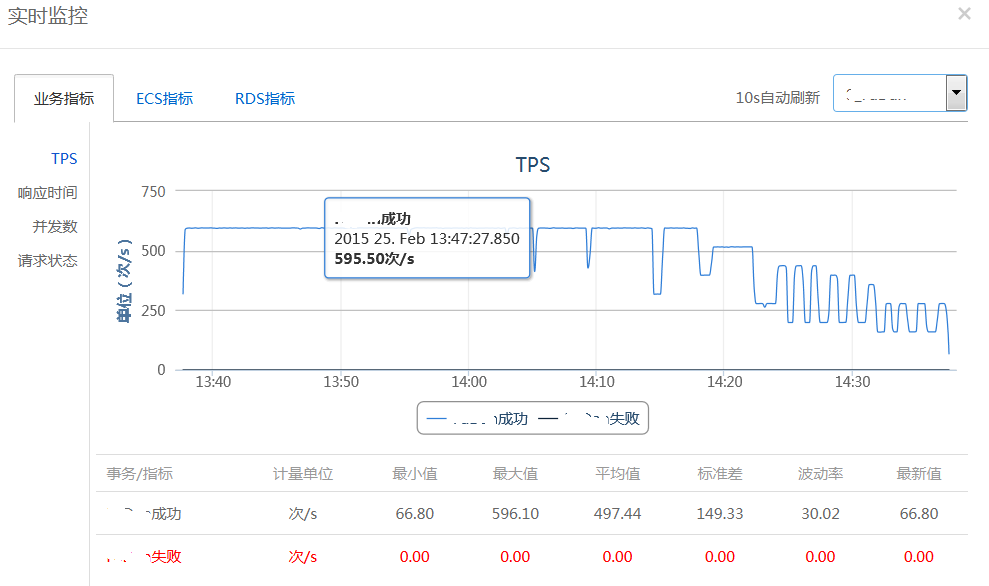 实时监控
×
业务指标 ECS指标 RDS指标 10s自动刷新
TPS
响应时间
并发数
请求状态
TPS
单位（次/s）
750
500
250
0
成功
2015 25. Feb 13:47:27.850
595.50次/s
13:40 13:50 14:00 14:10 14:20 14:30
成功 失败
事务/指标 计量单位 最小值 最大值 平均值 标准差 波动率 最新值
成功 次/s 66.80 596.10 497.44 149.33 30.02 66.80
失败 次/s 0.00 0.00 0.00 0.00 0.00 0.00